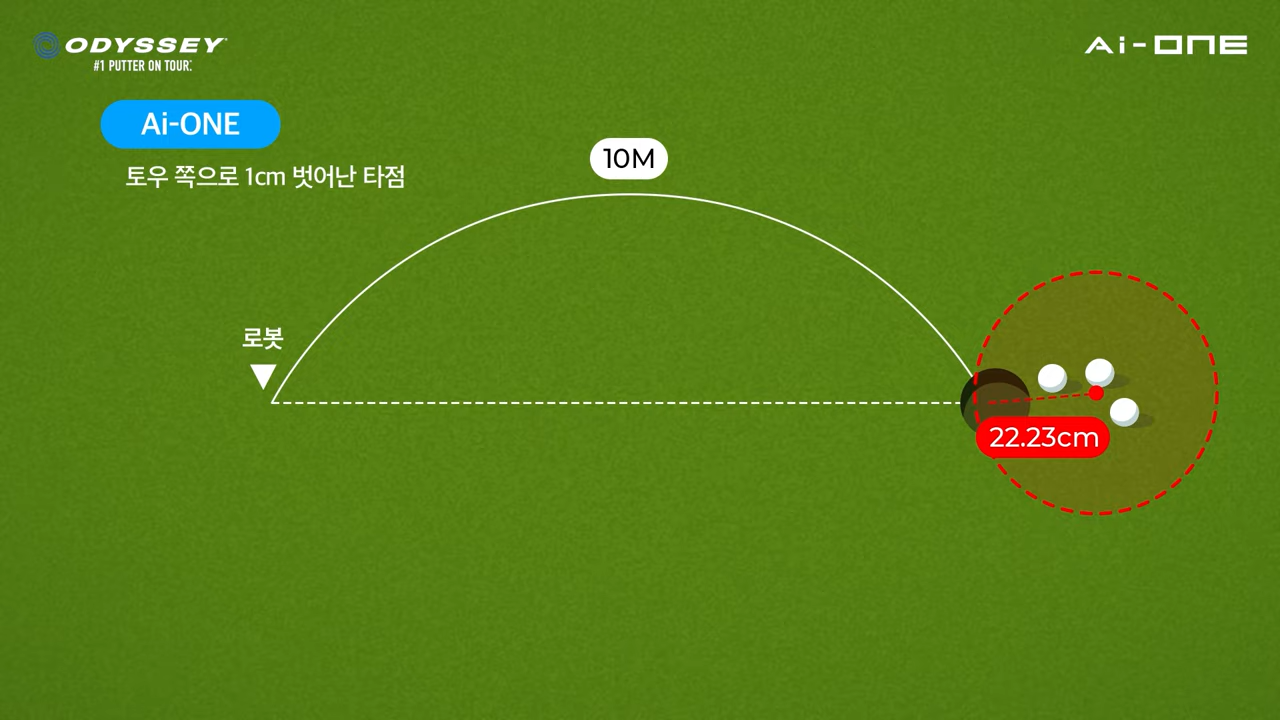 ODYSSEY
#1 PUTTER ON TOUR
Ai-ONE
Ai-ONE
토우 쪽으로 1cm 벗어난 타점
10M
로봇
22.23cm